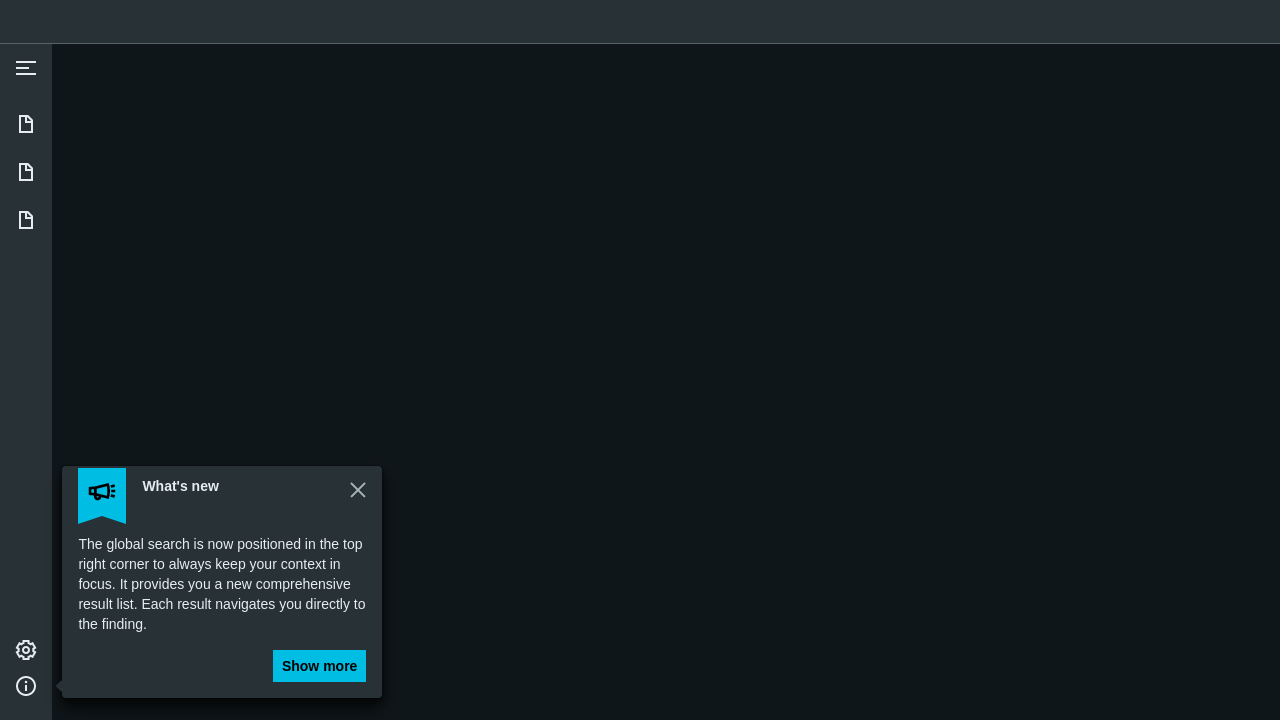 What's new
The global search is now positioned in the top
right corner to always keep your context in
focus. It provides you a new comprehensive
result list. Each result navigates you directly to
the finding.
Show more